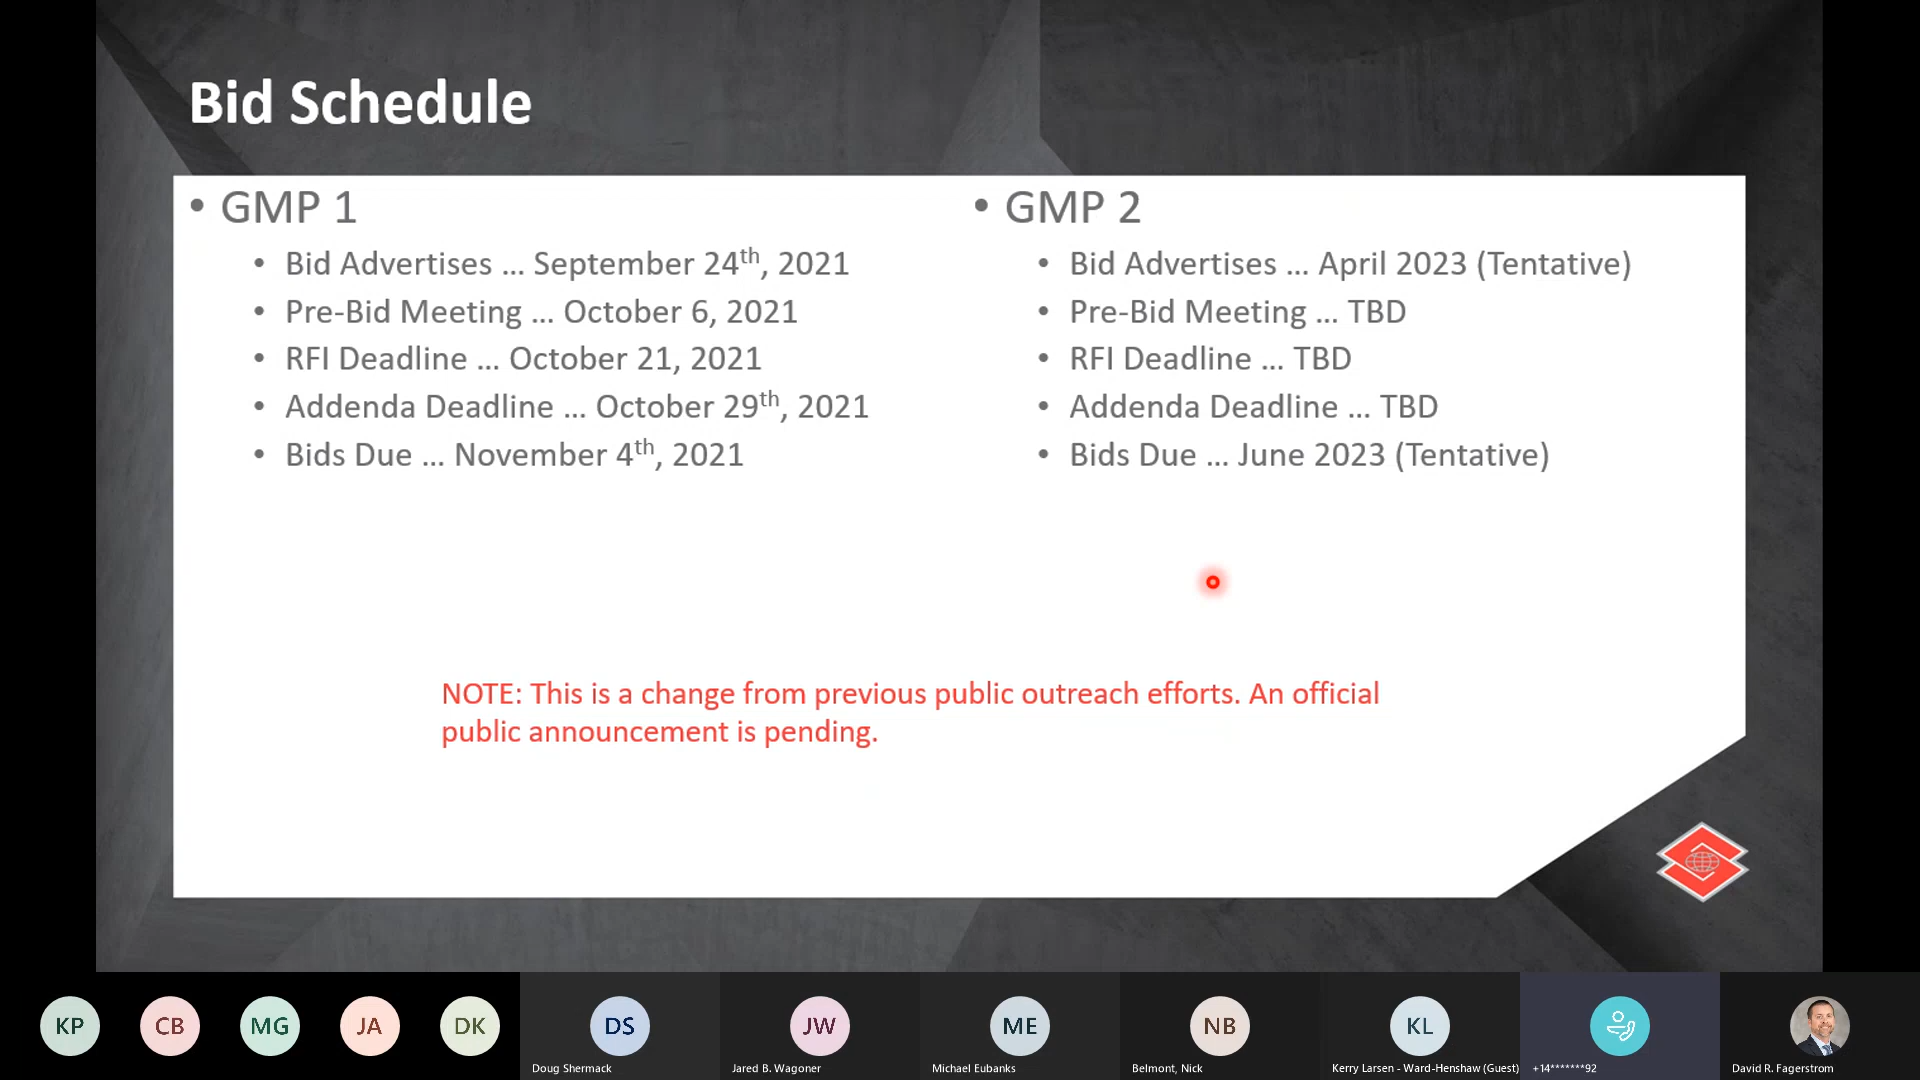 Bid Schedule
• GMP 1
• Bid Advertises ... September 24th, 2021
• Pre-Bid Meeting ... October 6, 2021
• RFI Deadline ... October 21, 2021
• Addenda Deadline ... October 29th, 2021
• Bids Due ... November 4th, 2021
• GMP 2
• Bid Advertises ... April 2023 (Tentative)
• Pre-Bid Meeting ... TBD
• RFI Deadline ... TBD
• Addenda Deadline ... TBD
• Bids Due ... June 2023 (Tentative)
NOTE: This is a change from previous public outreach efforts. An official
public announcement is pending.
KP
CB
MG
JA
DK
DS
Doug Shermack
JW
Jared B. Wagoner
ME
Michael Eubanks
NB
Belmont, Nick
KL
Kerry Larsen - Ward-Henshaw (Guest)
+14*******92
David R. Fagerstrom